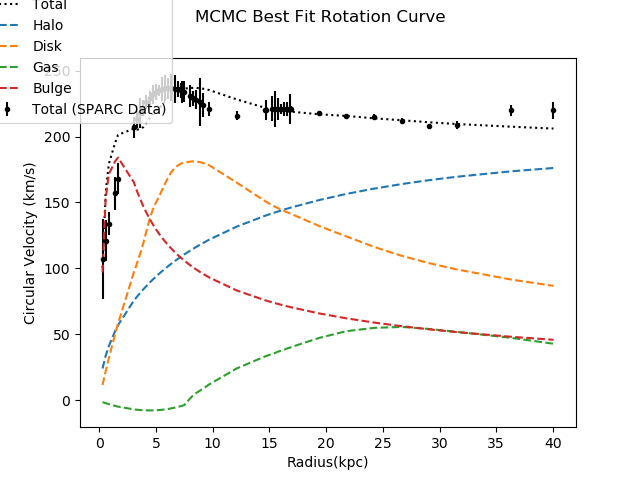 MCMC Best Fit Rotation Curve
Total
Halo
Disk
Gas
Bulge
Total (SPARC Data)
250
200
150
100
50
0
Circular Velocity (km/s)
0 5 10 15 20 25 30 35 40
Radius(kpc)